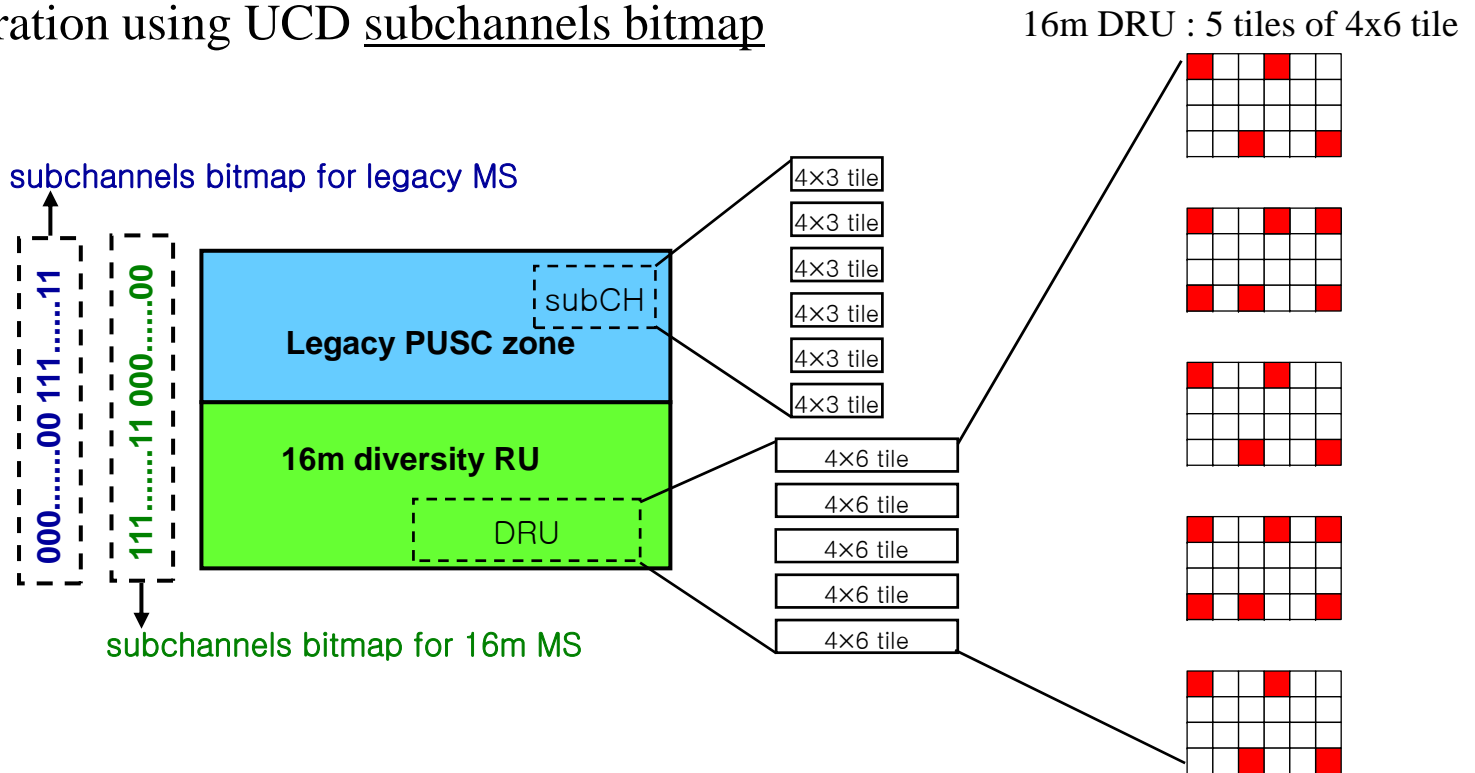 using UCD subchannels bitmap
16m DRU : 5 tiles of 4x6 tile
subchannels bitmap for legacy MS
000.......00 111.......11
111.......11 000.......00
subCH
Legacy PUSC zone
16m diversity RU
DRU
4×3 tile
4×3 tile
4×3 tile
4×3 tile
4×3 tile
4×3 tile
4×6 tile
4×6 tile
4×6 tile
4×6 tile
4×6 tile
subchannels bitmap for 16m MS